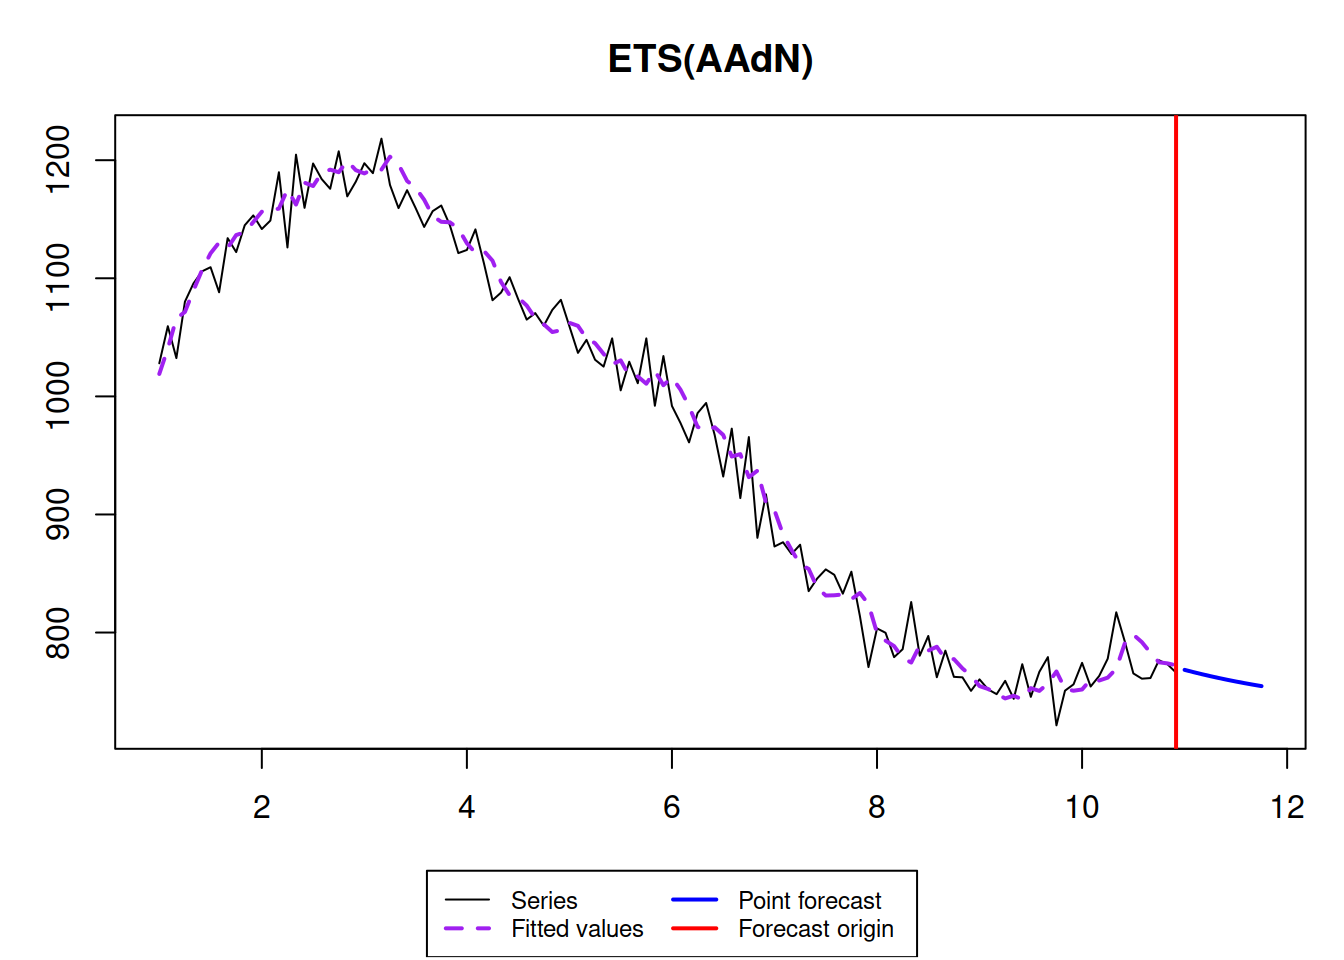 ETS(AAdN)
1200
1100
1000
900
800
2 4 6 8 10 12
Series
Fitted values
Point forecast
Forecast origin